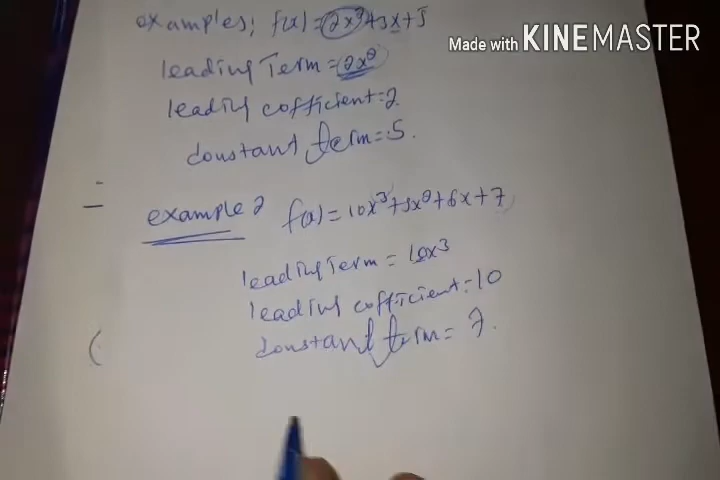 examples; f(x) = 2x² + 3x + 5
Made with KINEMASTER
leading Term = 2x²
leading cofficient = 2
constant term = 5.
example 2 f(x) = 10x³ + 5x² + 6x + 7
leading Term = 10x³
leading cofficient = 10
constant term = 7.